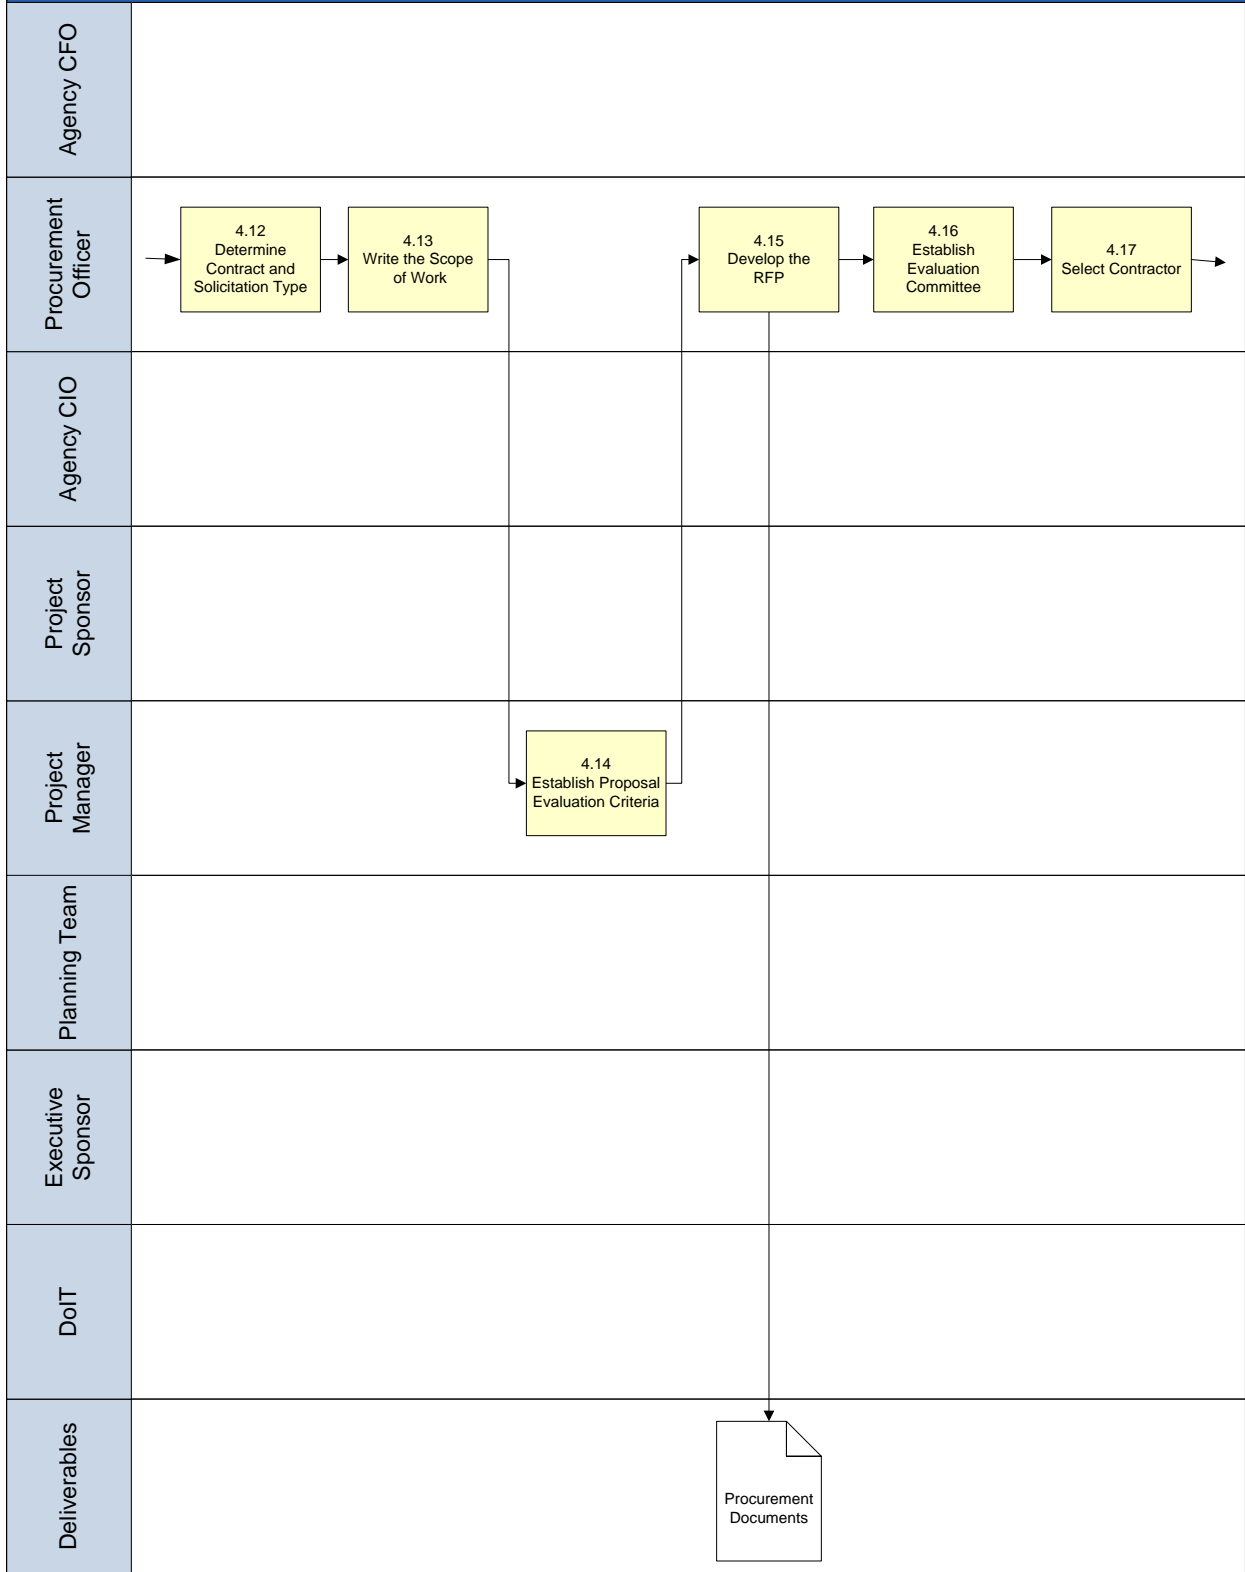 Agency CFO
Procurement
Officer
4.12
Determine
Contract and
Solicitation Type
4.13
Write the Scope
of Work
4.15
Develop the
RFP
4.16
Establish
Evaluation
Committee
4.17
Select Contractor
Agency CIO
Project
Sponsor
Project
Manager
4.14
Establish Proposal
Evaluation Criteria
Planning Team
Executive
Sponsor
DoIT
Deliverables
Procurement
Documents